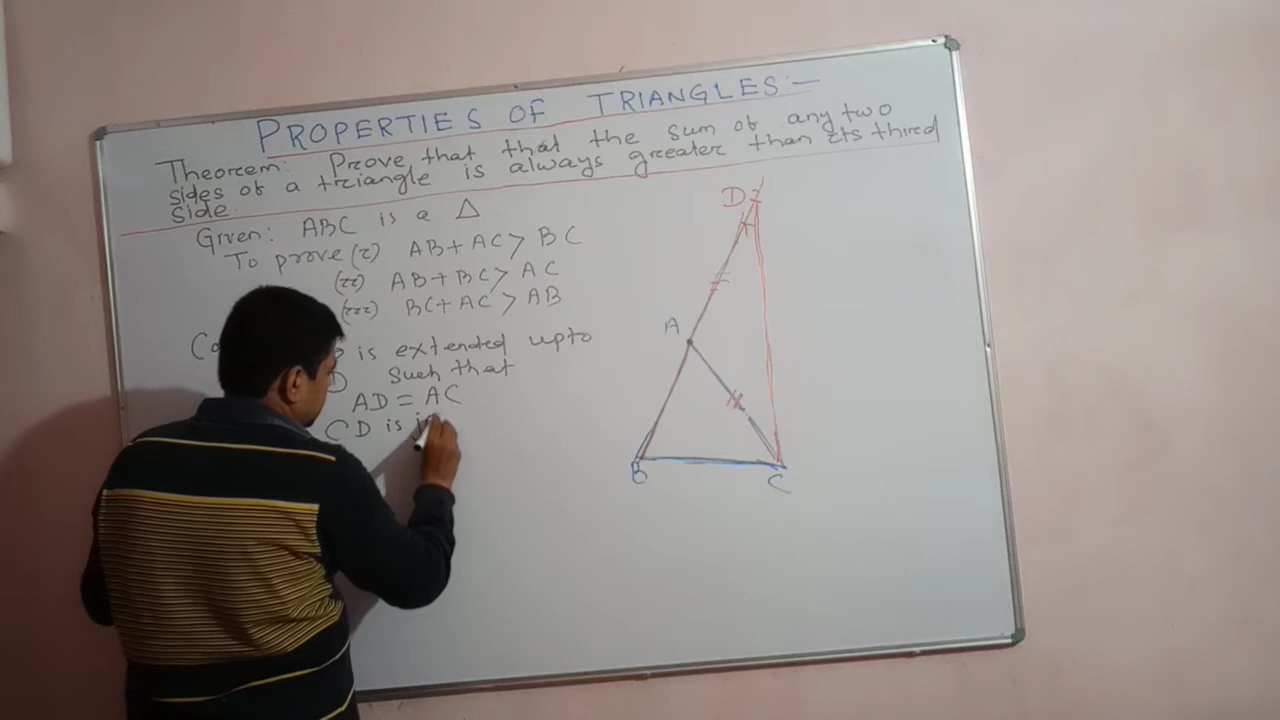 PROPERTIES OF TRIANGLES:-
Theorem: Prove that that the sum of any two
sides of a triangle is always greater than its third
side
Given: ABC is a △
To prove (i) AB + AC > BC
(ii) AB + BC > AC
(iii) BC + AC > AB
is extended upto
D such that
AD = AC
CD is
D
A
B
C